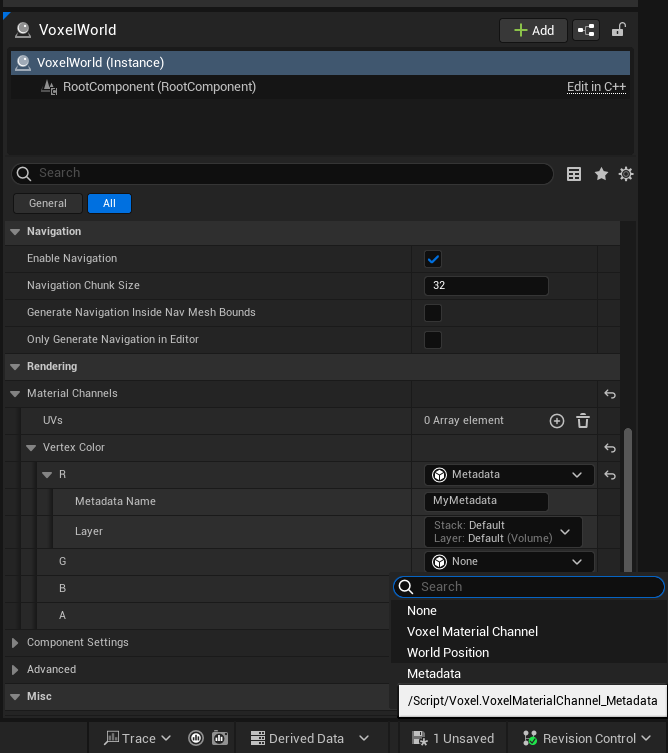 VoxelWorld
Add
VoxelWorld (Instance)
RootComponent (RootComponent)
Edit in C++
Search
General
All
Navigation
Enable Navigation
Navigation Chunk Size
32
Generate Navigation Inside Nav Mesh Bounds
Only Generate Navigation in Editor
Rendering
Material Channels
UVs
0 Array element
Vertex Color
R
Metadata
Metadata Name
MyMetadata
Layer
Stack: Default
Layer: Default (Volume)
G
None
B
A
Search
None
Voxel Material Channel
World Position
Metadata
/Script/Voxel.VoxelMaterialChannel_Metadata
Component Settings
Advanced
Misc
Trace
Derived Data
1 Unsaved
Revision Control